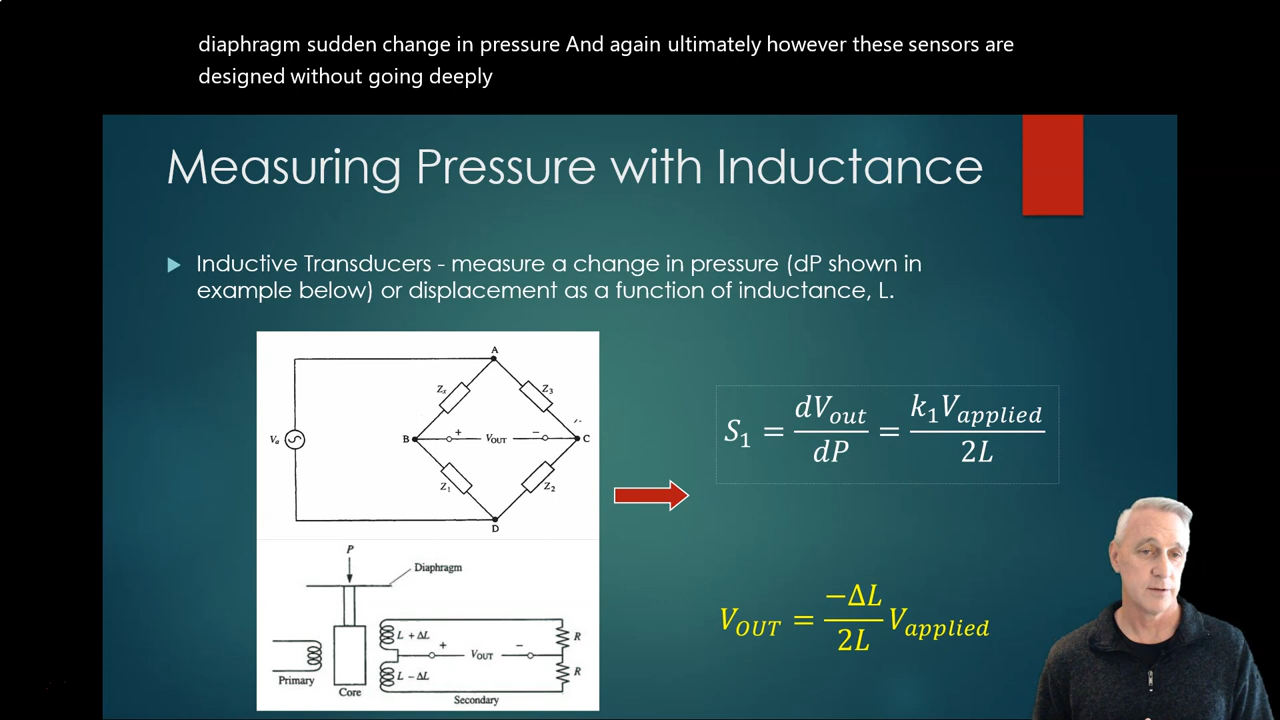 diaphragm sudden change in pressure And again ultimately however these sensors are
designed without going deeply
Measuring Pressure with Inductance
Inductive Transducers - measure a change in pressure (dP shown in
example below) or displacement as a function of inductance, L.
A
Zx
Z3
Va
B
+
VOUT
−
C
Z1
Z2
D
S₁ = dVout/dP = k₁Vapplied/2L
P
Diaphragm
L + ΔL
R
+
VOUT
−
L − ΔL
R
Primary
Core
Secondary
VOUT = −ΔL/2L Vapplied